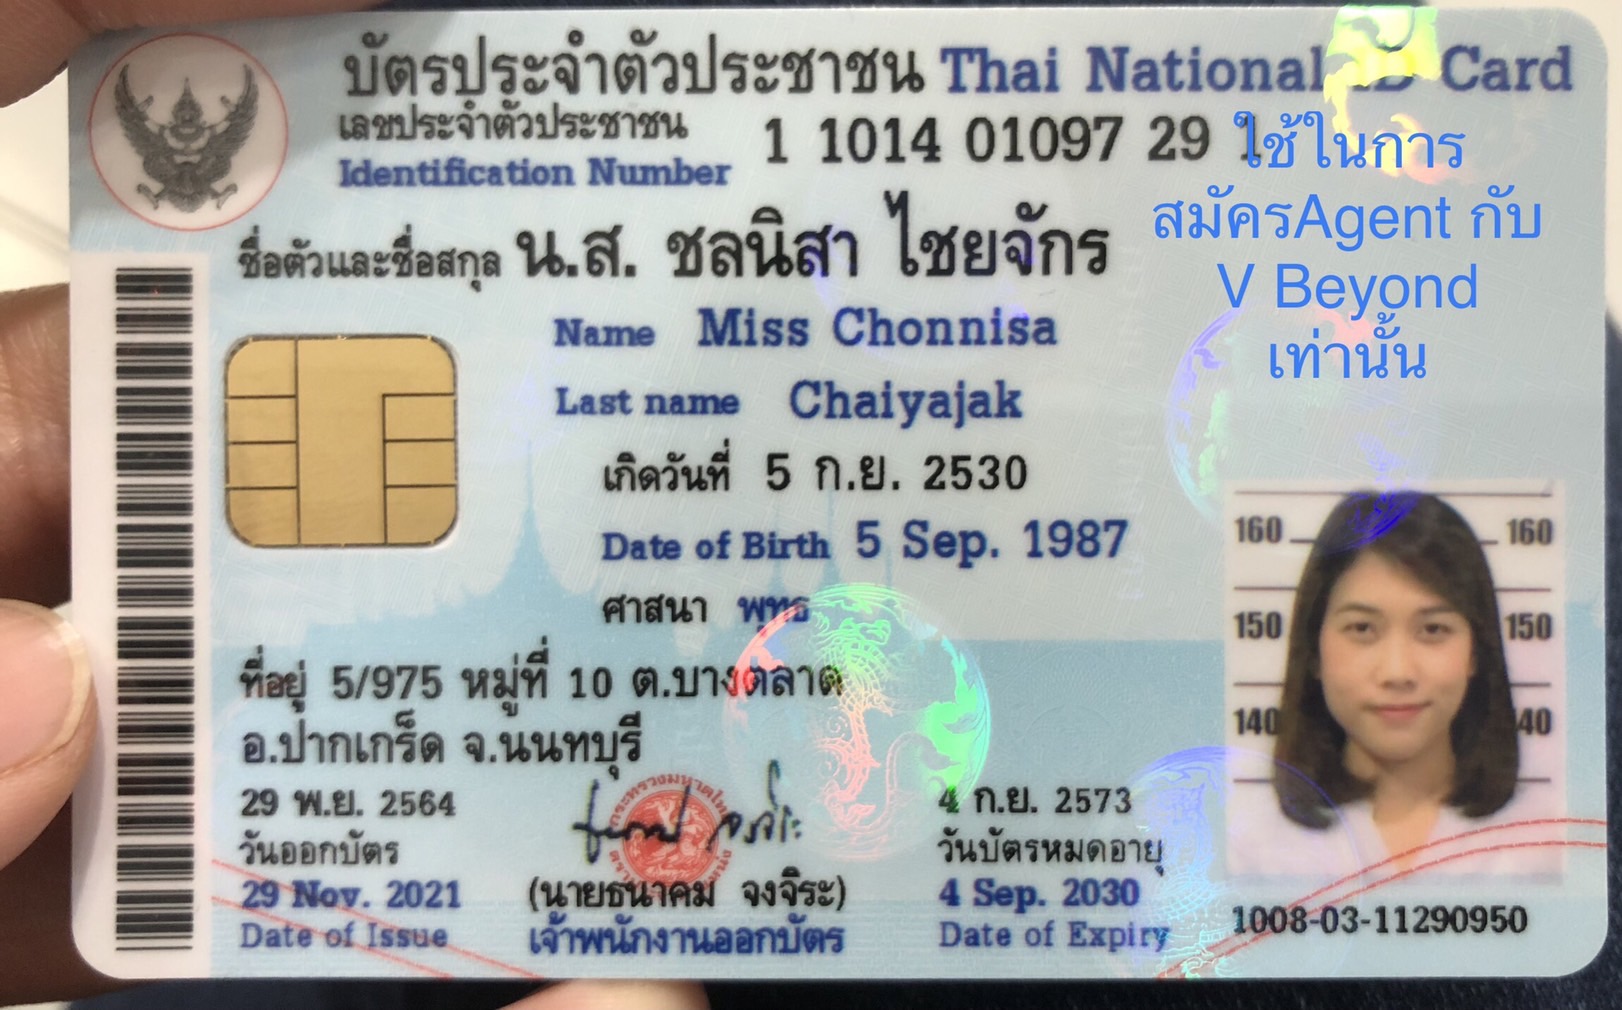 บัตรประจำตัวประชาชน Thai National ID Card
เลขประจำตัวประชาชน
Identification Number 1 1014 01097 29 1
ใช้ในการ
สมัครAgent กับ
V Beyond
เท่านั้น
ชื่อตัวและชื่อสกุล น.ส. ชลนิสา ไชยจักร
Name Miss Chonnisa
Last name Chaiyajak
เกิดวันที่ 5 ก.ย. 2530
Date of Birth 5 Sep. 1987
ศาสนา พุทธ
ที่อยู่ 5/975 หมู่ที่ 10 ต.บางตลาด
อ.ปากเกร็ด จ.นนทบุรี
160 160
150 150
140 140
29 พ.ย. 2564
วันออกบัตร
29 Nov. 2021
Date of Issue
(นายธนาคม จงจิระ)
เจ้าพนักงานออกบัตร
4 ก.ย. 2573
วันบัตรหมดอายุ
4 Sep. 2030
Date of Expiry
1008-03-11290950